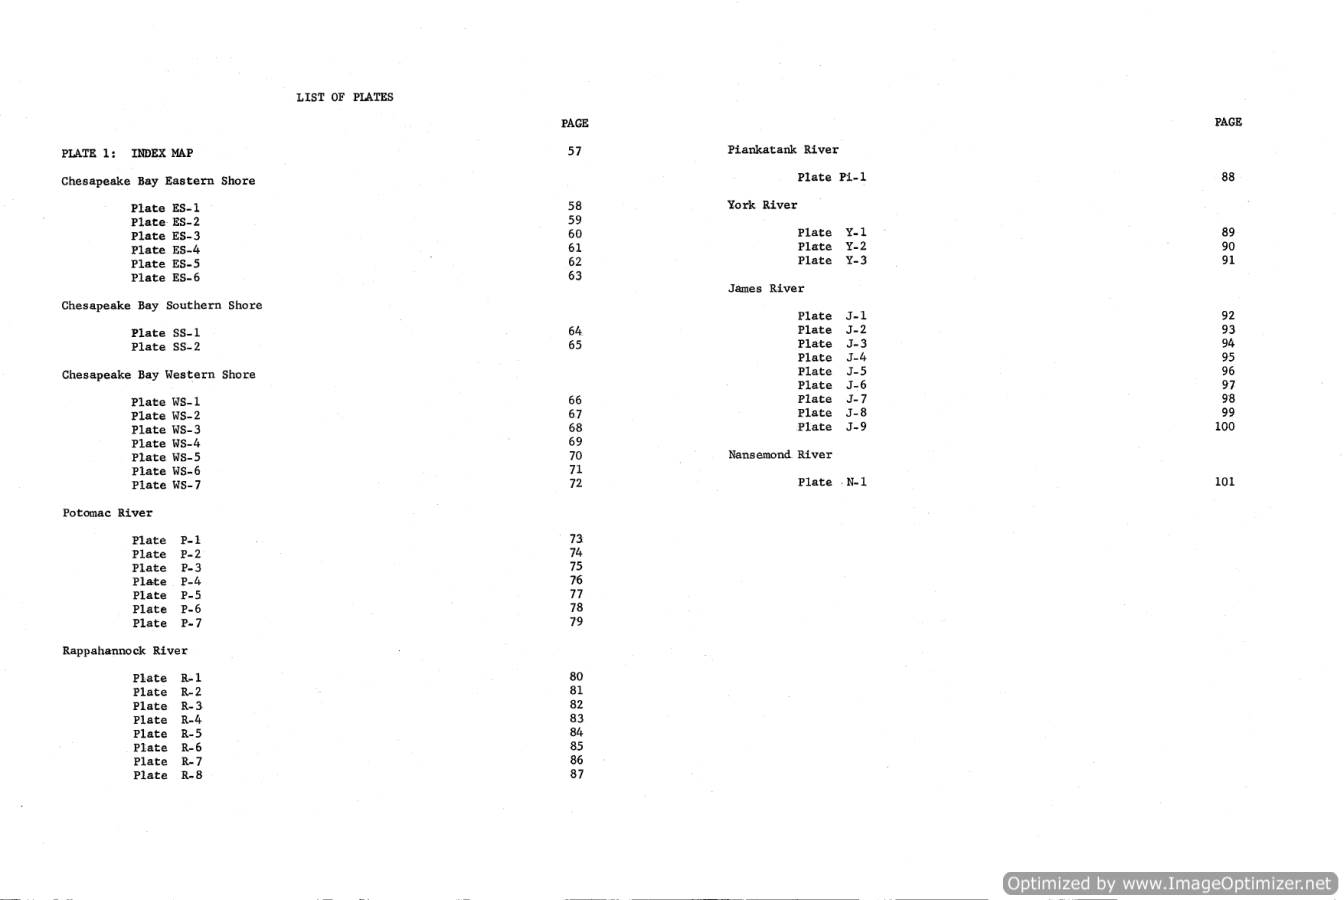 LIST OF PLATES
PAGE
PLATE 1: INDEX MAP 57
Chesapeake Bay Eastern Shore
Plate ES-1 58
Plate ES-2 59
Plate ES-3 60
Plate ES-4 61
Plate ES-5 62
Plate ES-6 63
Chesapeake Bay Southern Shore
Plate SS-1 64
Plate SS-2 65
Chesapeake Bay Western Shore
Plate WS-1 66
Plate WS-2 67
Plate WS-3 68
Plate WS-4 69
Plate WS-5 70
Plate WS-6 71
Plate WS-7 72
Potomac River
Plate P-1 73
Plate P-2 74
Plate P-3 75
Plate P-4 76
Plate P-5 77
Plate P-6 78
Plate P-7 79
Rappahannock River
Plate R-1 80
Plate R-2 81
Plate R-3 82
Plate R-4 83
Plate R-5 84
Plate R-6 85
Plate R-7 86
Plate R-8 87
PAGE
Piankatank River
Plate Pi-1 88
York River
Plate Y-1 89
Plate Y-2 90
Plate Y-3 91
James River
Plate J-1 92
Plate J-2 93
Plate J-3 94
Plate J-4 95
Plate J-5 96
Plate J-6 97
Plate J-7 98
Plate J-8 99
Plate J-9 100
Nansemond River
Plate N-1 101
Optimized by www.ImageOptimizer.net